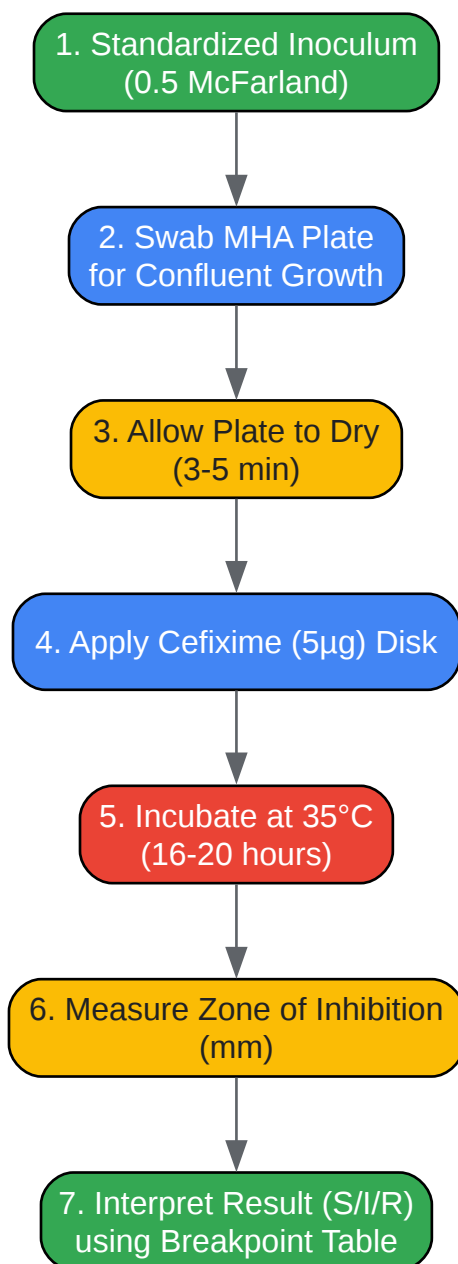 1. Standardized Inoculum
(0.5 McFarland)
2. Swab MHA Plate
for Confluent Growth
3. Allow Plate to Dry
(3-5 min)
4. Apply Cefixime (5µg) Disk
5. Incubate at 35°C
(16-20 hours)
6. Measure Zone of Inhibition
(mm)
7. Interpret Result (S/I/R)
using Breakpoint Table